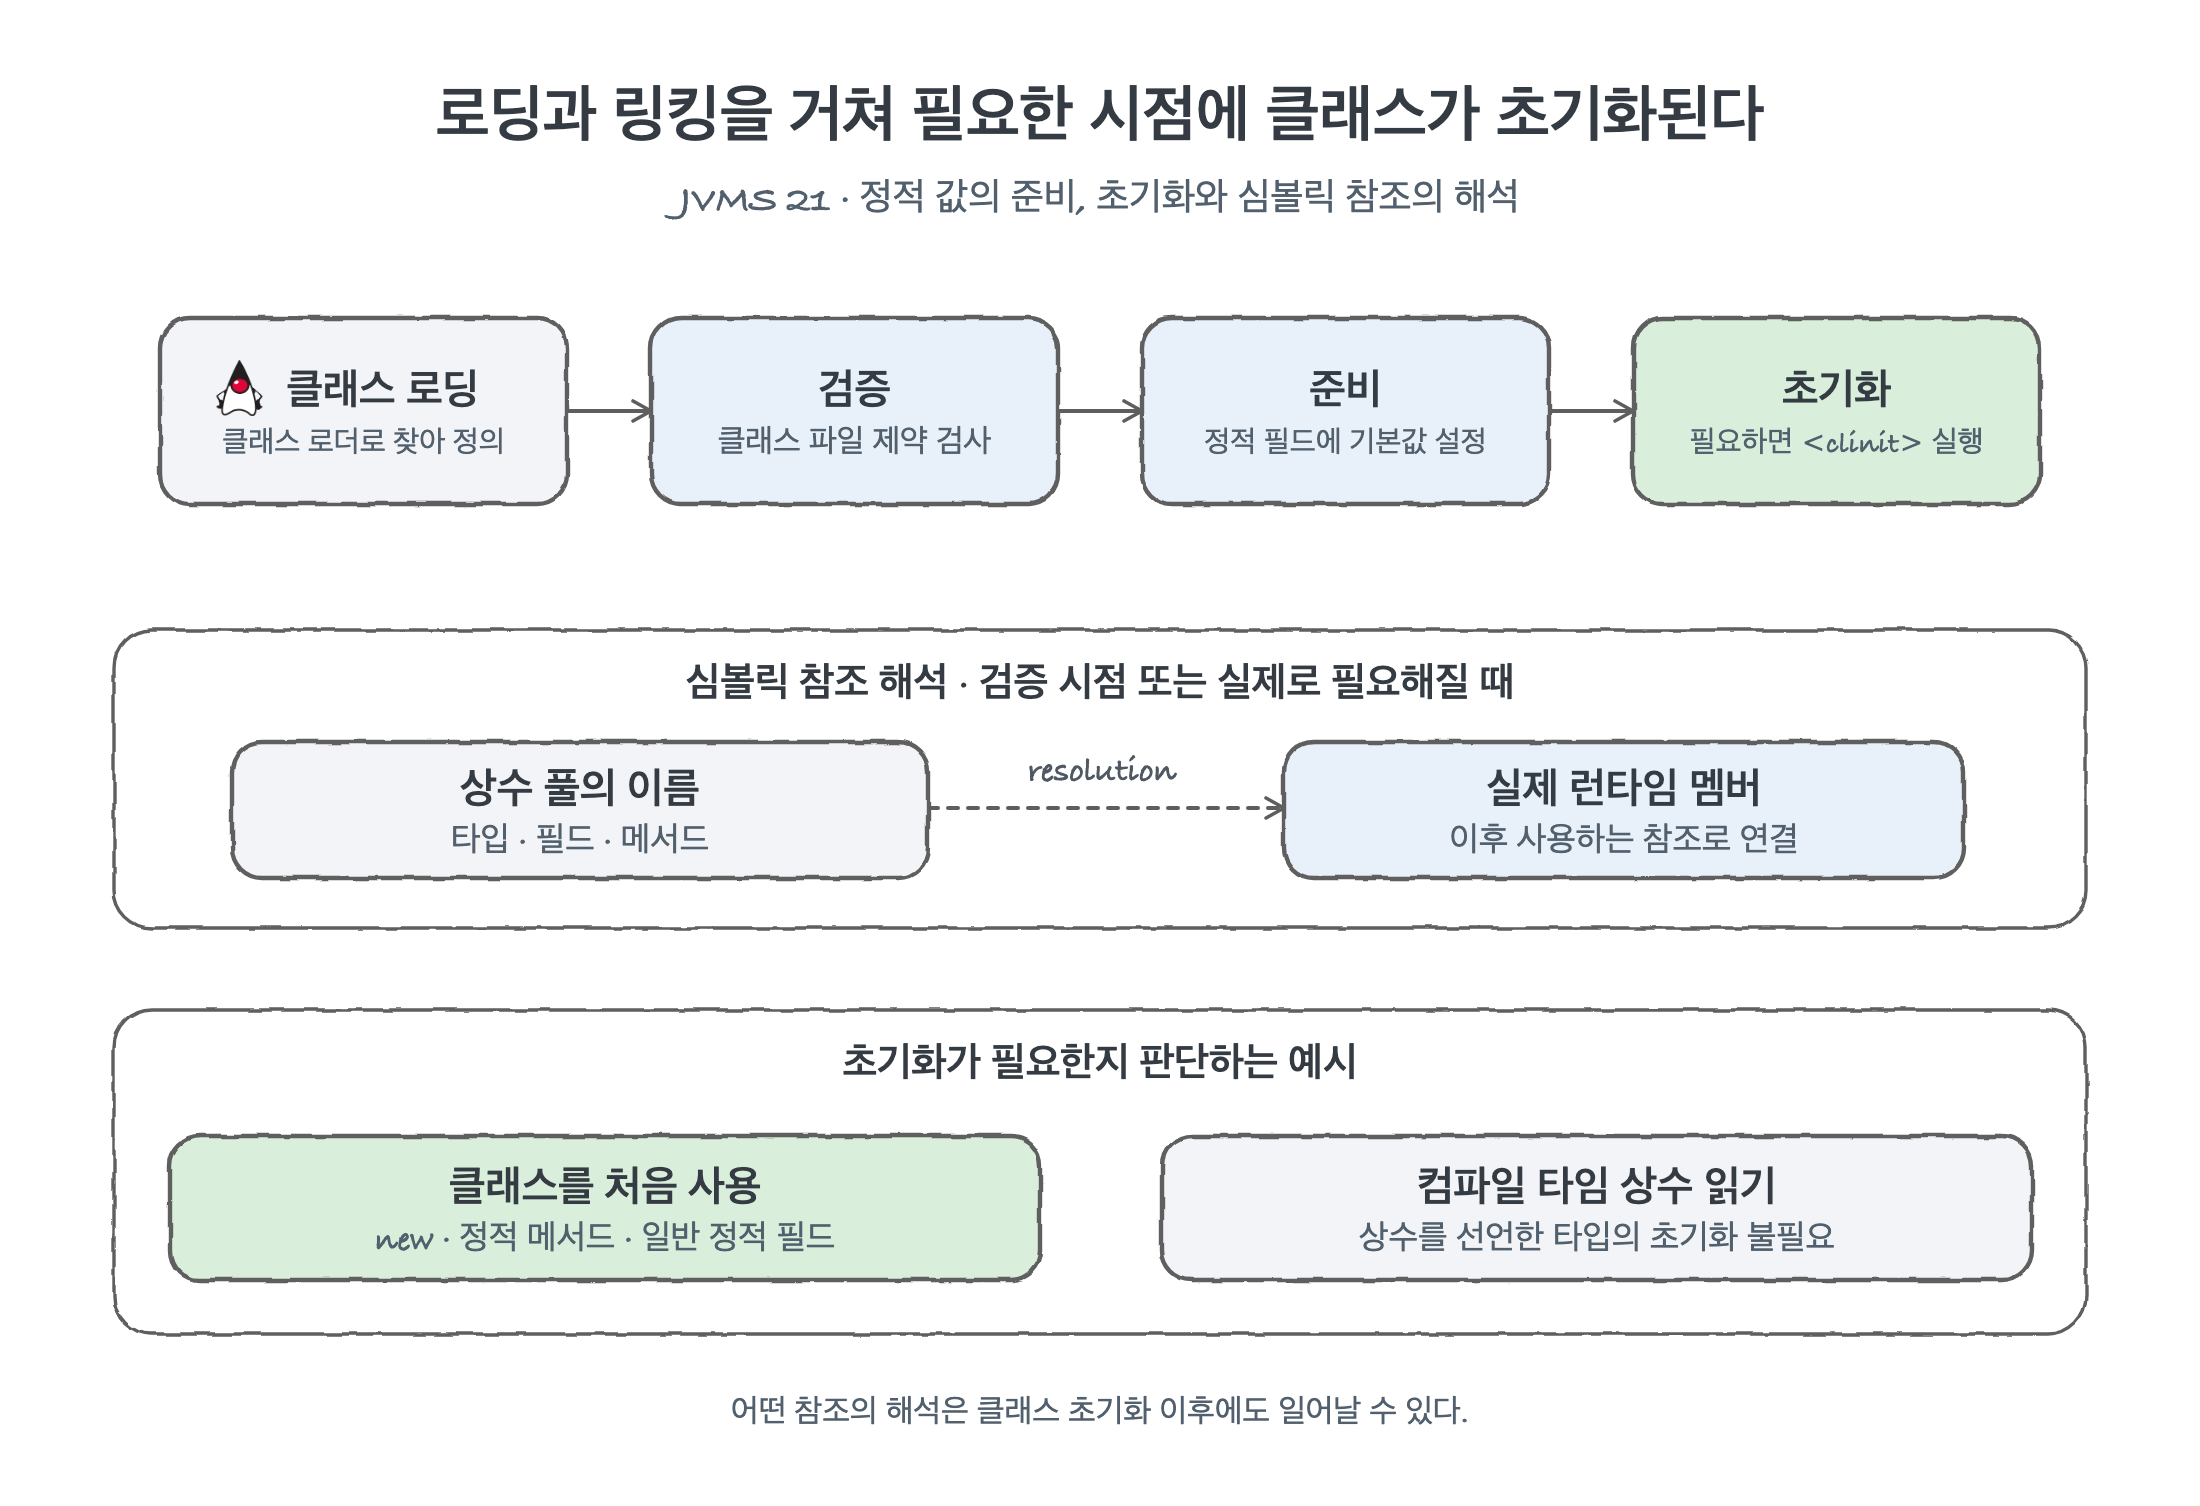 로딩과 링킹을 거쳐 필요한 시점에 클래스가 초기화된다
JVMS 21 · 정적 값의 준비, 초기화와 심볼릭 참조의 해석
클래스 로딩
클래스 로더로 찾아 정의
검증
클래스 파일 제약 검사
준비
정적 필드에 기본값 설정
초기화
필요하면 <clinit> 실행
심볼릭 참조 해석 · 검증 시점 또는 실제로 필요해질 때
상수 풀의 이름
타입 · 필드 · 메서드
resolution
실제 런타임 멤버
이후 사용하는 참조로 연결
초기화가 필요한지 판단하는 예시
클래스를 처음 사용
new · 정적 메서드 · 일반 정적 필드
컴파일 타임 상수 읽기
상수를 선언한 타입의 초기화 불필요
어떤 참조의 해석은 클래스 초기화 이후에도 일어날 수 있다.